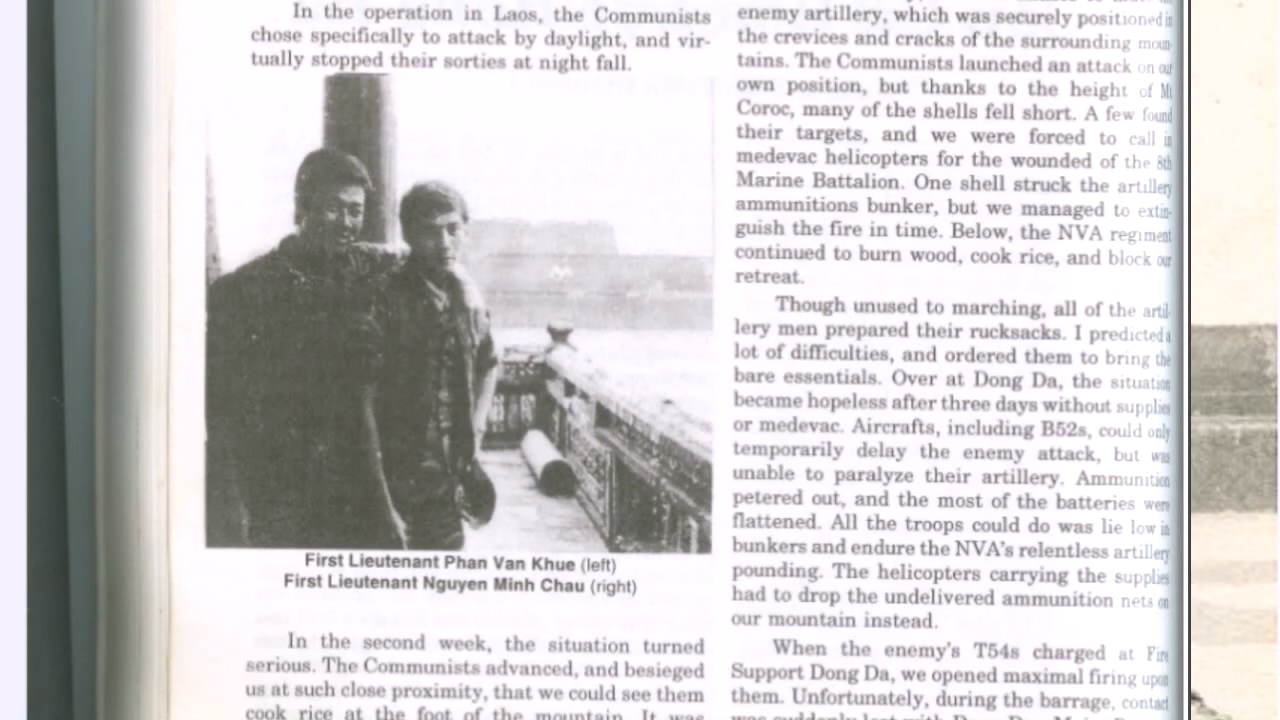 In the operation in Laos, the Communists
chose specifically to attack by daylight, and vir-
tually stopped their sorties at night fall.
First Lieutenant Phan Van Khue (left)
First Lieutenant Nguyen Minh Chau (right)
In the second week, the situation turned
serious. The Communists advanced, and besieged
us at such close proximity, that we could see them
cook rice at the foot of the mountain. It was
enemy artillery, which was securely positioned in
the crevices and cracks of the surrounding moun-
tains. The Communists launched an attack on our
own position, but thanks to the height of Mt
Coroc, many of the shells fell short. A few found
their targets, and we were forced to call in
medevac helicopters for the wounded of the 8th
Marine Battalion. One shell struck the artillery
ammunitions bunker, but we managed to extin-
guish the fire in time. Below, the NVA regiment
continued to burn wood, cook rice, and block our
retreat.
Though unused to marching, all of the artil-
lery men prepared their rucksacks. I predicted a
lot of difficulties, and ordered them to bring the
bare essentials. Over at Dong Da, the situation
became hopeless after three days without supplies
or medevac. Aircrafts, including B52s, could only
temporarily delay the enemy attack, but was
unable to paralyze their artillery. Ammunition
petered out, and the most of the batteries were
flattened. All the troops could do was lie low in
bunkers and endure the NVA's relentless artillery
pounding. The helicopters carrying the supplies
had to drop the undelivered ammunition nets on
our mountain instead.
When the enemy's T54s charged at Fire
Support Dong Da, we opened maximal firing upon
them. Unfortunately, during the barrage, contact